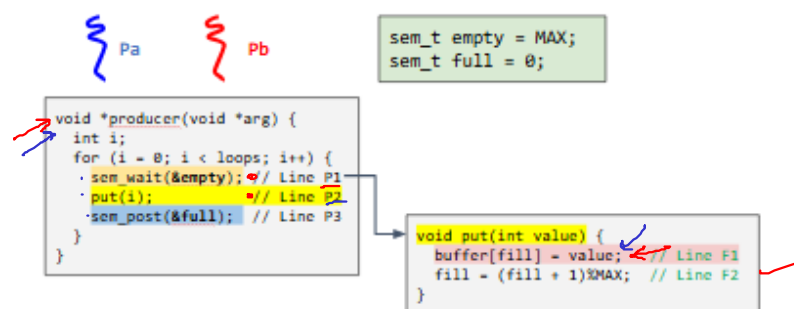 Pa
Pb
sem_t empty = MAX;
sem_t full = 0;
void *producer(void *arg) {
int i;
for (i = 0; i < loops; i++) {
sem_wait(&empty); // Line P1
put(i); // Line P2
sem_post(&full); // Line P3
}
}
void put(int value) {
buffer[fill] = value; // Line F1
fill = (fill + 1)%MAX; // Line F2
}